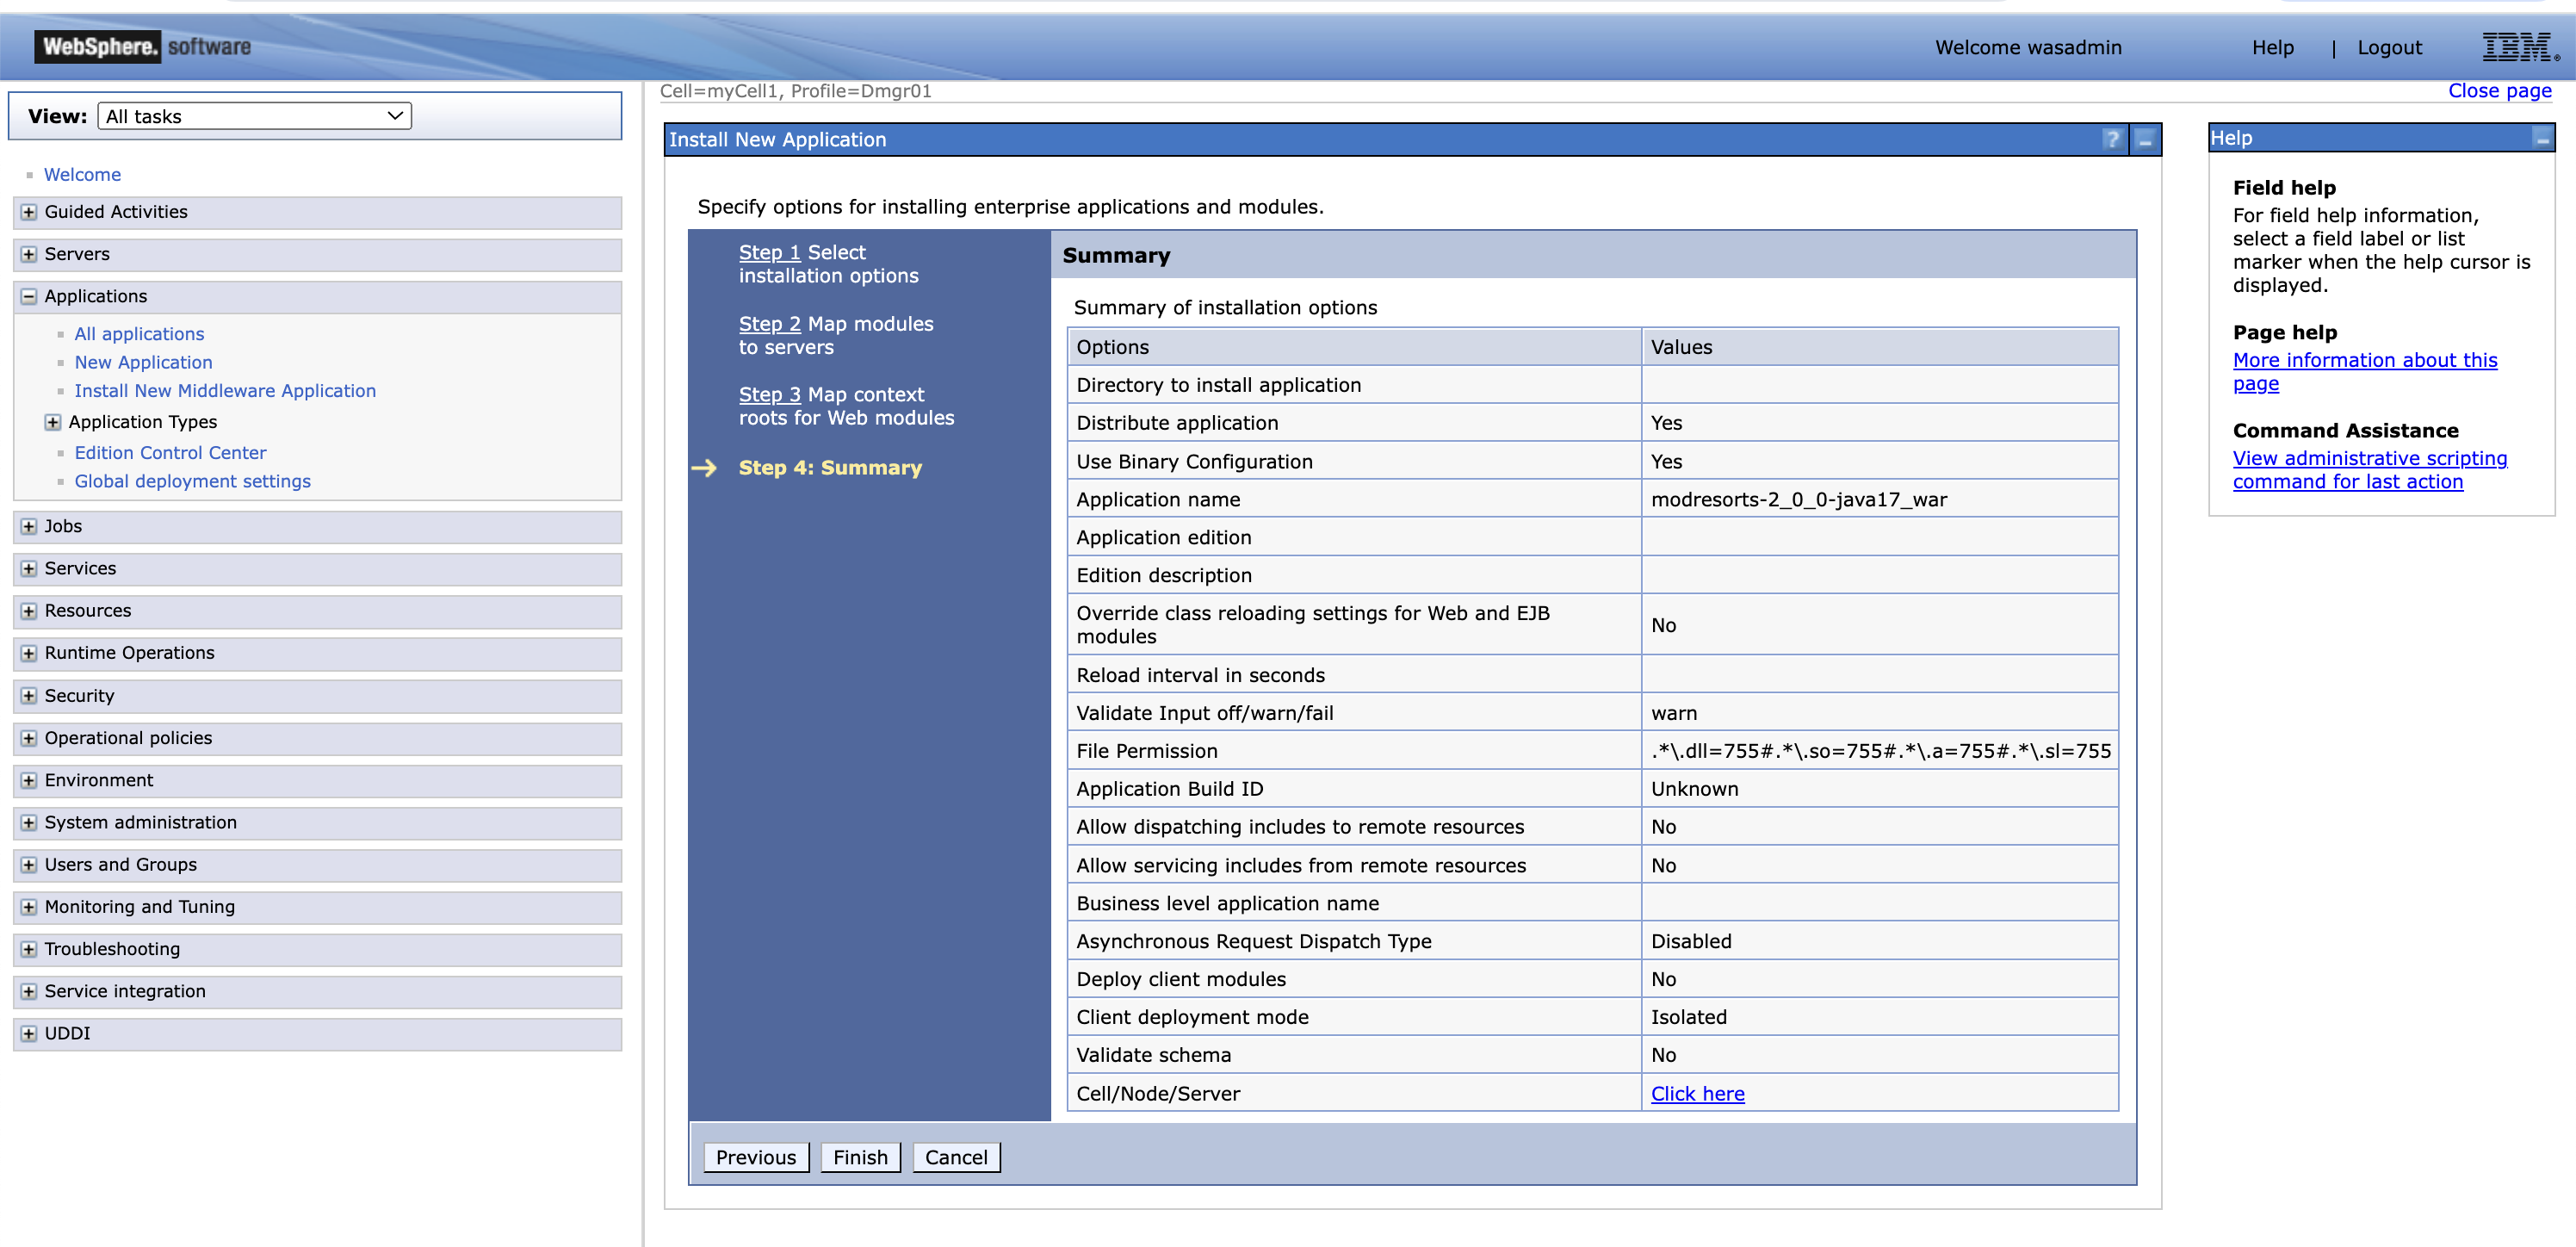 WebSphere. software
Welcome wasadmin
Help | Logout
IBM®
View: All tasks
Welcome
Guided Activities
Servers
Applications
All applications
New Application
Install New Middleware Application
Application Types
Edition Control Center
Global deployment settings
Jobs
Services
Resources
Runtime Operations
Security
Operational policies
Environment
System administration
Users and Groups
Monitoring and Tuning
Troubleshooting
Service integration
UDDI
Cell=myCell1, Profile=Dmgr01
Close page
Install New Application
?
Specify options for installing enterprise applications and modules.
Step 1 Select
installation options
Step 2 Map modules
to servers
Step 3 Map context
roots for Web modules
Step 4: Summary
Summary
Summary of installation options
Options Values
Directory to install application
Distribute application Yes
Use Binary Configuration Yes
Application name modresorts-2_0_0-java17_war
Application edition
Edition description
Override class reloading settings for Web and EJB
modules No
Reload interval in seconds
Validate Input off/warn/fail warn
File Permission .*\.dll=755#.*\.so=755#.*\.a=755#.*\.sl=755
Application Build ID Unknown
Allow dispatching includes to remote resources No
Allow servicing includes from remote resources No
Business level application name
Asynchronous Request Dispatch Type Disabled
Deploy client modules No
Client deployment mode Isolated
Validate schema No
Cell/Node/Server Click here
Previous Finish Cancel
Help
Field help
For field help information,
select a field label or list
marker when the help cursor is
displayed.
Page help
More information about this
page
Command Assistance
View administrative scripting
command for last action